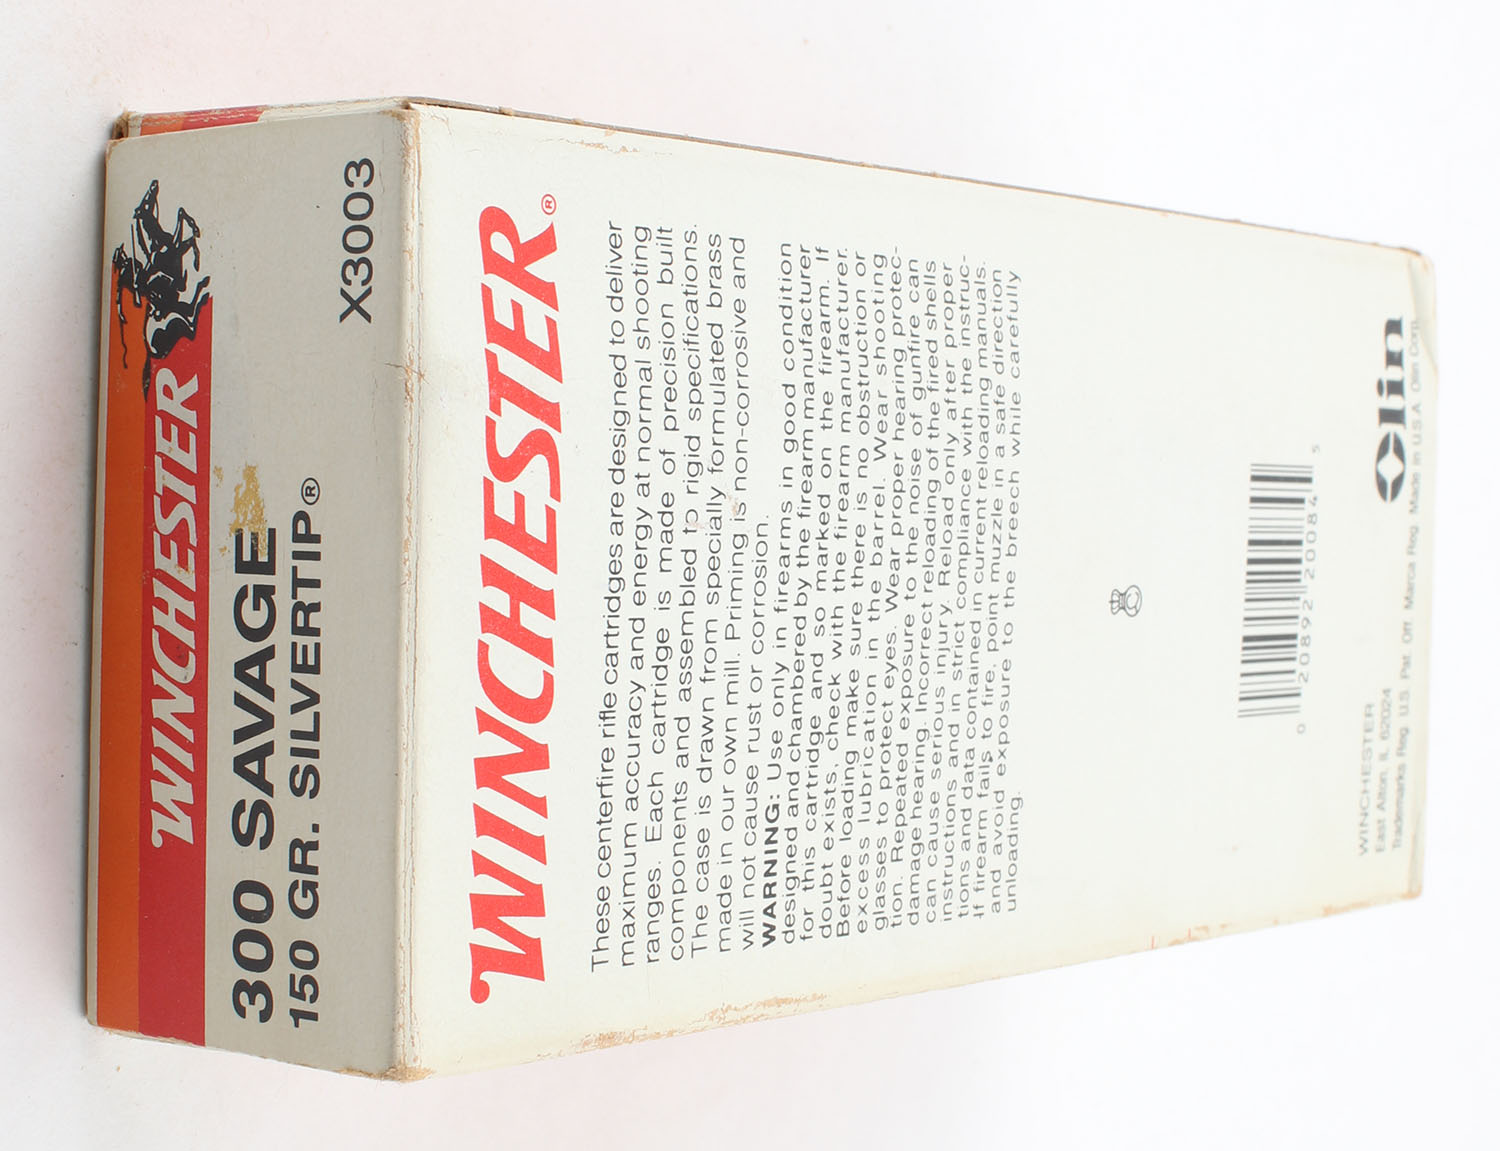 WINCHESTER
300 SAVAGE
150 GR. SILVERTIP®
X3003
WINCHESTER®
These centerfire rifle cartridges are designed to deliver
maximum accuracy and energy at normal shooting
ranges. Each cartridge is made of precision built
components and assembled to rigid specifications.
The case is drawn from specially formulated brass
made in our own mill. Priming is non-corrosive and
will not cause rust or corrosion.
WARNING: Use only in firearms in good condition
designed and chambered by the firearm manufacturer
for this cartridge and so marked on the firearm. If
doubt exists, check with the firearm manufacturer.
Before loading make sure there is no obstruction or
excess lubrication in the barrel. Wear shooting
glasses to protect eyes. Wear proper hearing protec-
tion. Repeated exposure to the noise of gunfire can
damage hearing. Incorrect reloading of the fired shells
can cause serious injury. Reload only after proper
instructions and in strict compliance with the instruc-
tions and data contained in current reloading manuals.
If firearm fails to fire, point muzzle in a safe direction
and avoid exposure to the breech while carefully
unloading.
0 20892 20084 5
WINCHESTER
East Alton, IL 62024
Olin
Trademarks Reg. U.S. Pat. Off. Marca Reg. Made in U.S.A. Olin Corp.